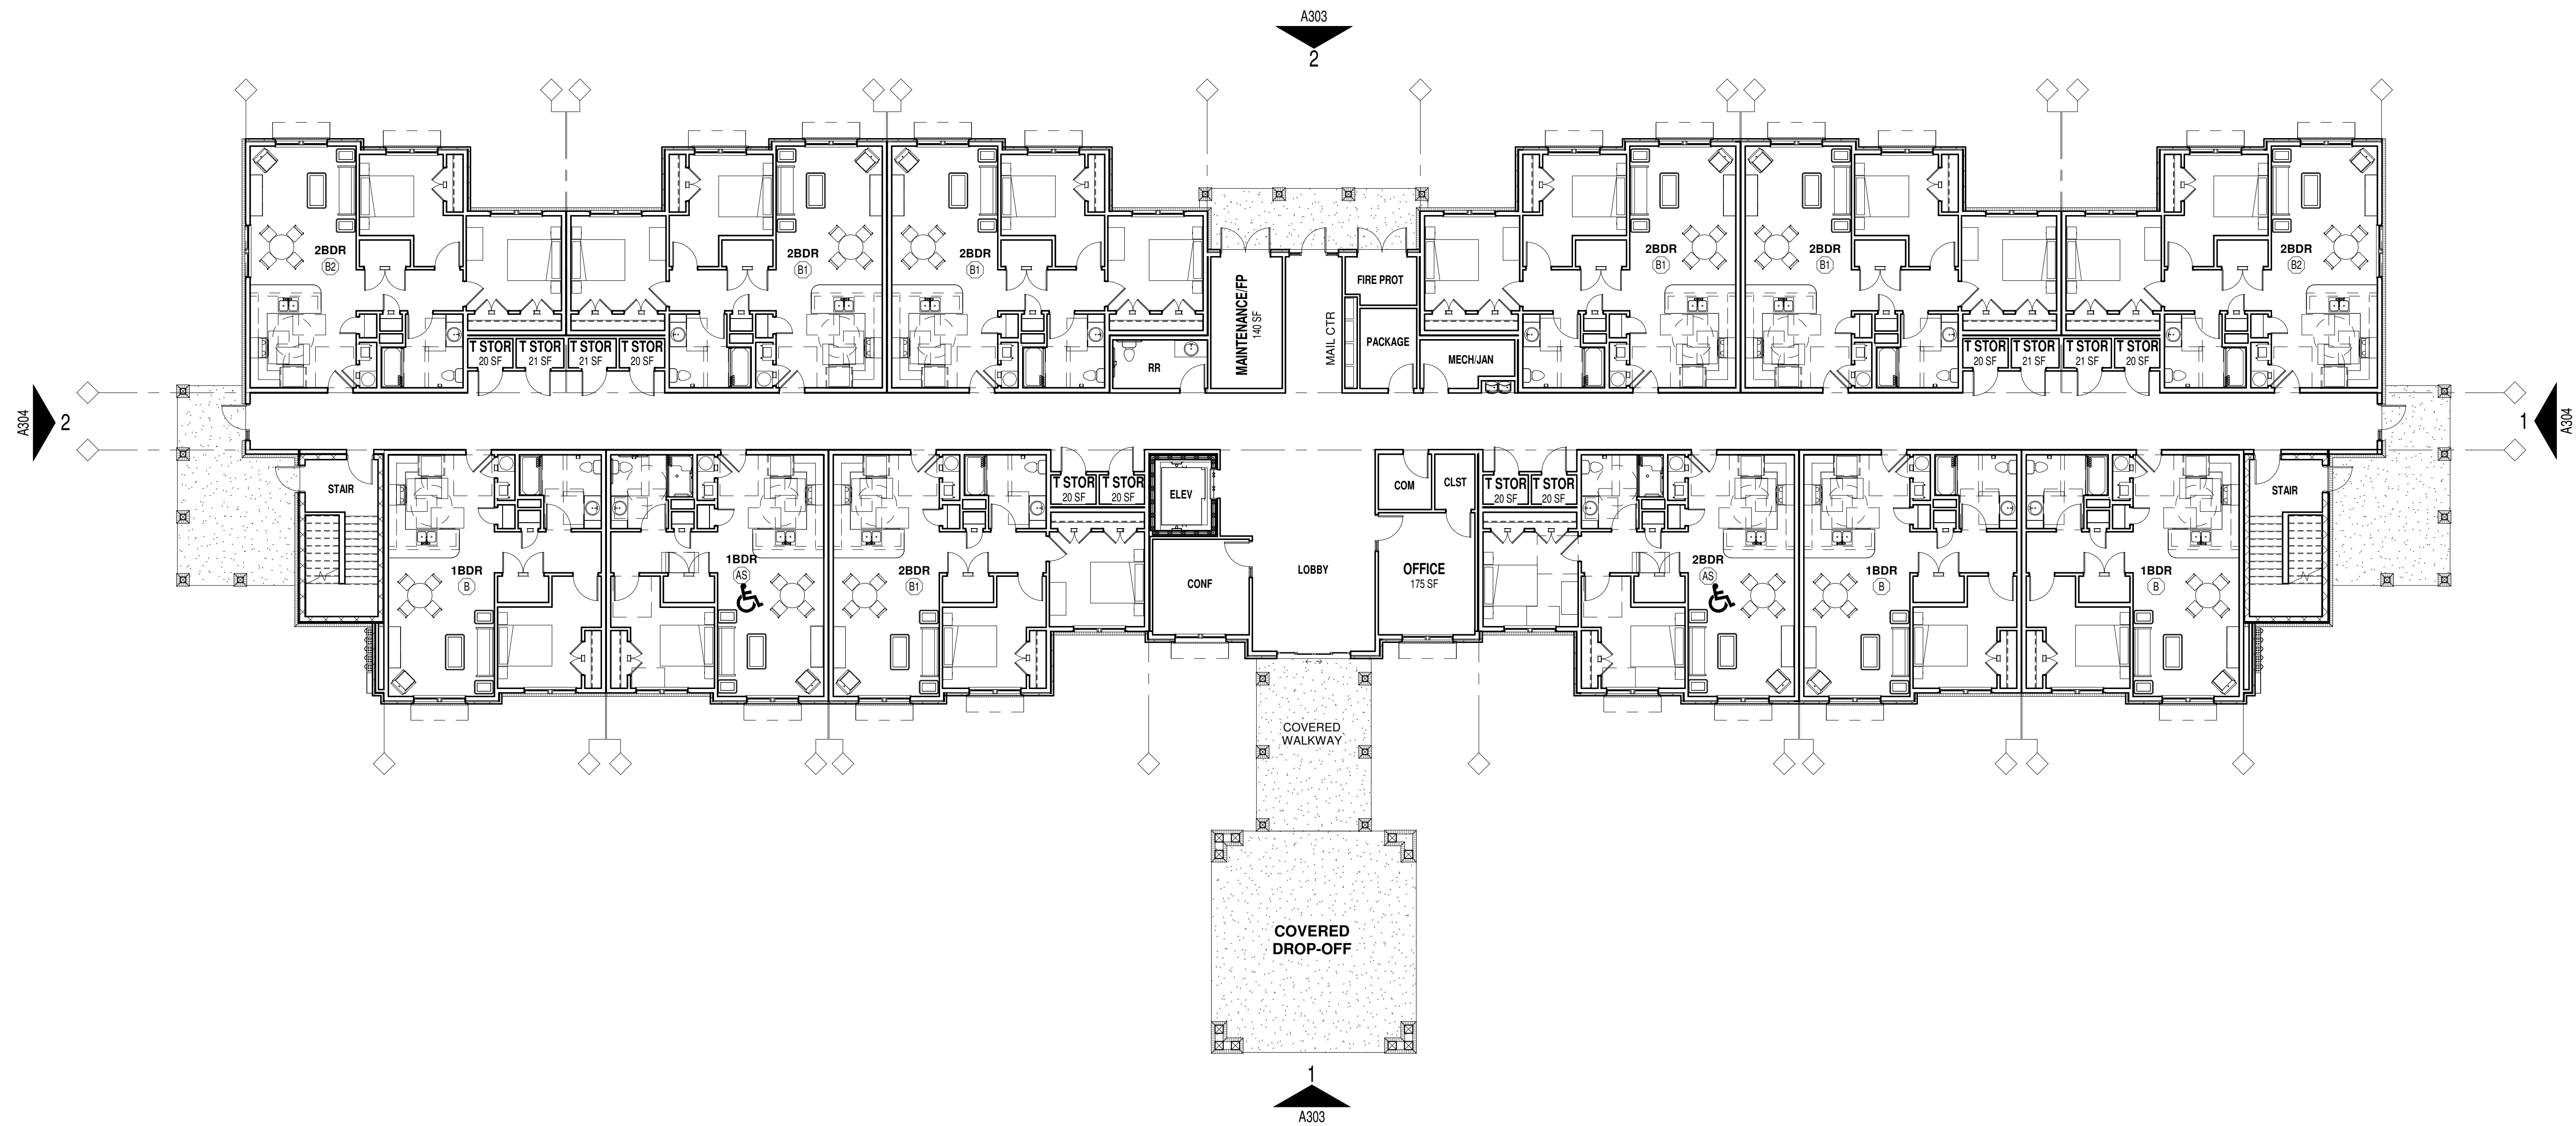 A303
2
2BDR
B2
2BDR
B1
2BDR
B1
2BDR
B1
2BDR
B1
2BDR
B2
MAINTENANCE/FP
140 SF
FIRE PROT
MAIL CTR
PACKAGE
MECH/JAN
RR
T STOR
20 SF
T STOR
21 SF
T STOR
21 SF
T STOR
20 SF
T STOR
20 SF
T STOR
21 SF
T STOR
21 SF
T STOR
20 SF
A304
2
1
A304
STAIR
T STOR
20 SF
T STOR
20 SF
ELEV
COM
CLST
T STOR
20 SF
T STOR
20 SF
STAIR
1BDR
B
1BDR
AS
2BDR
B1
CONF
LOBBY
OFFICE
175 SF
2BDR
AS
1BDR
B
1BDR
B
COVERED
WALKWAY
COVERED
DROP-OFF
1
A303